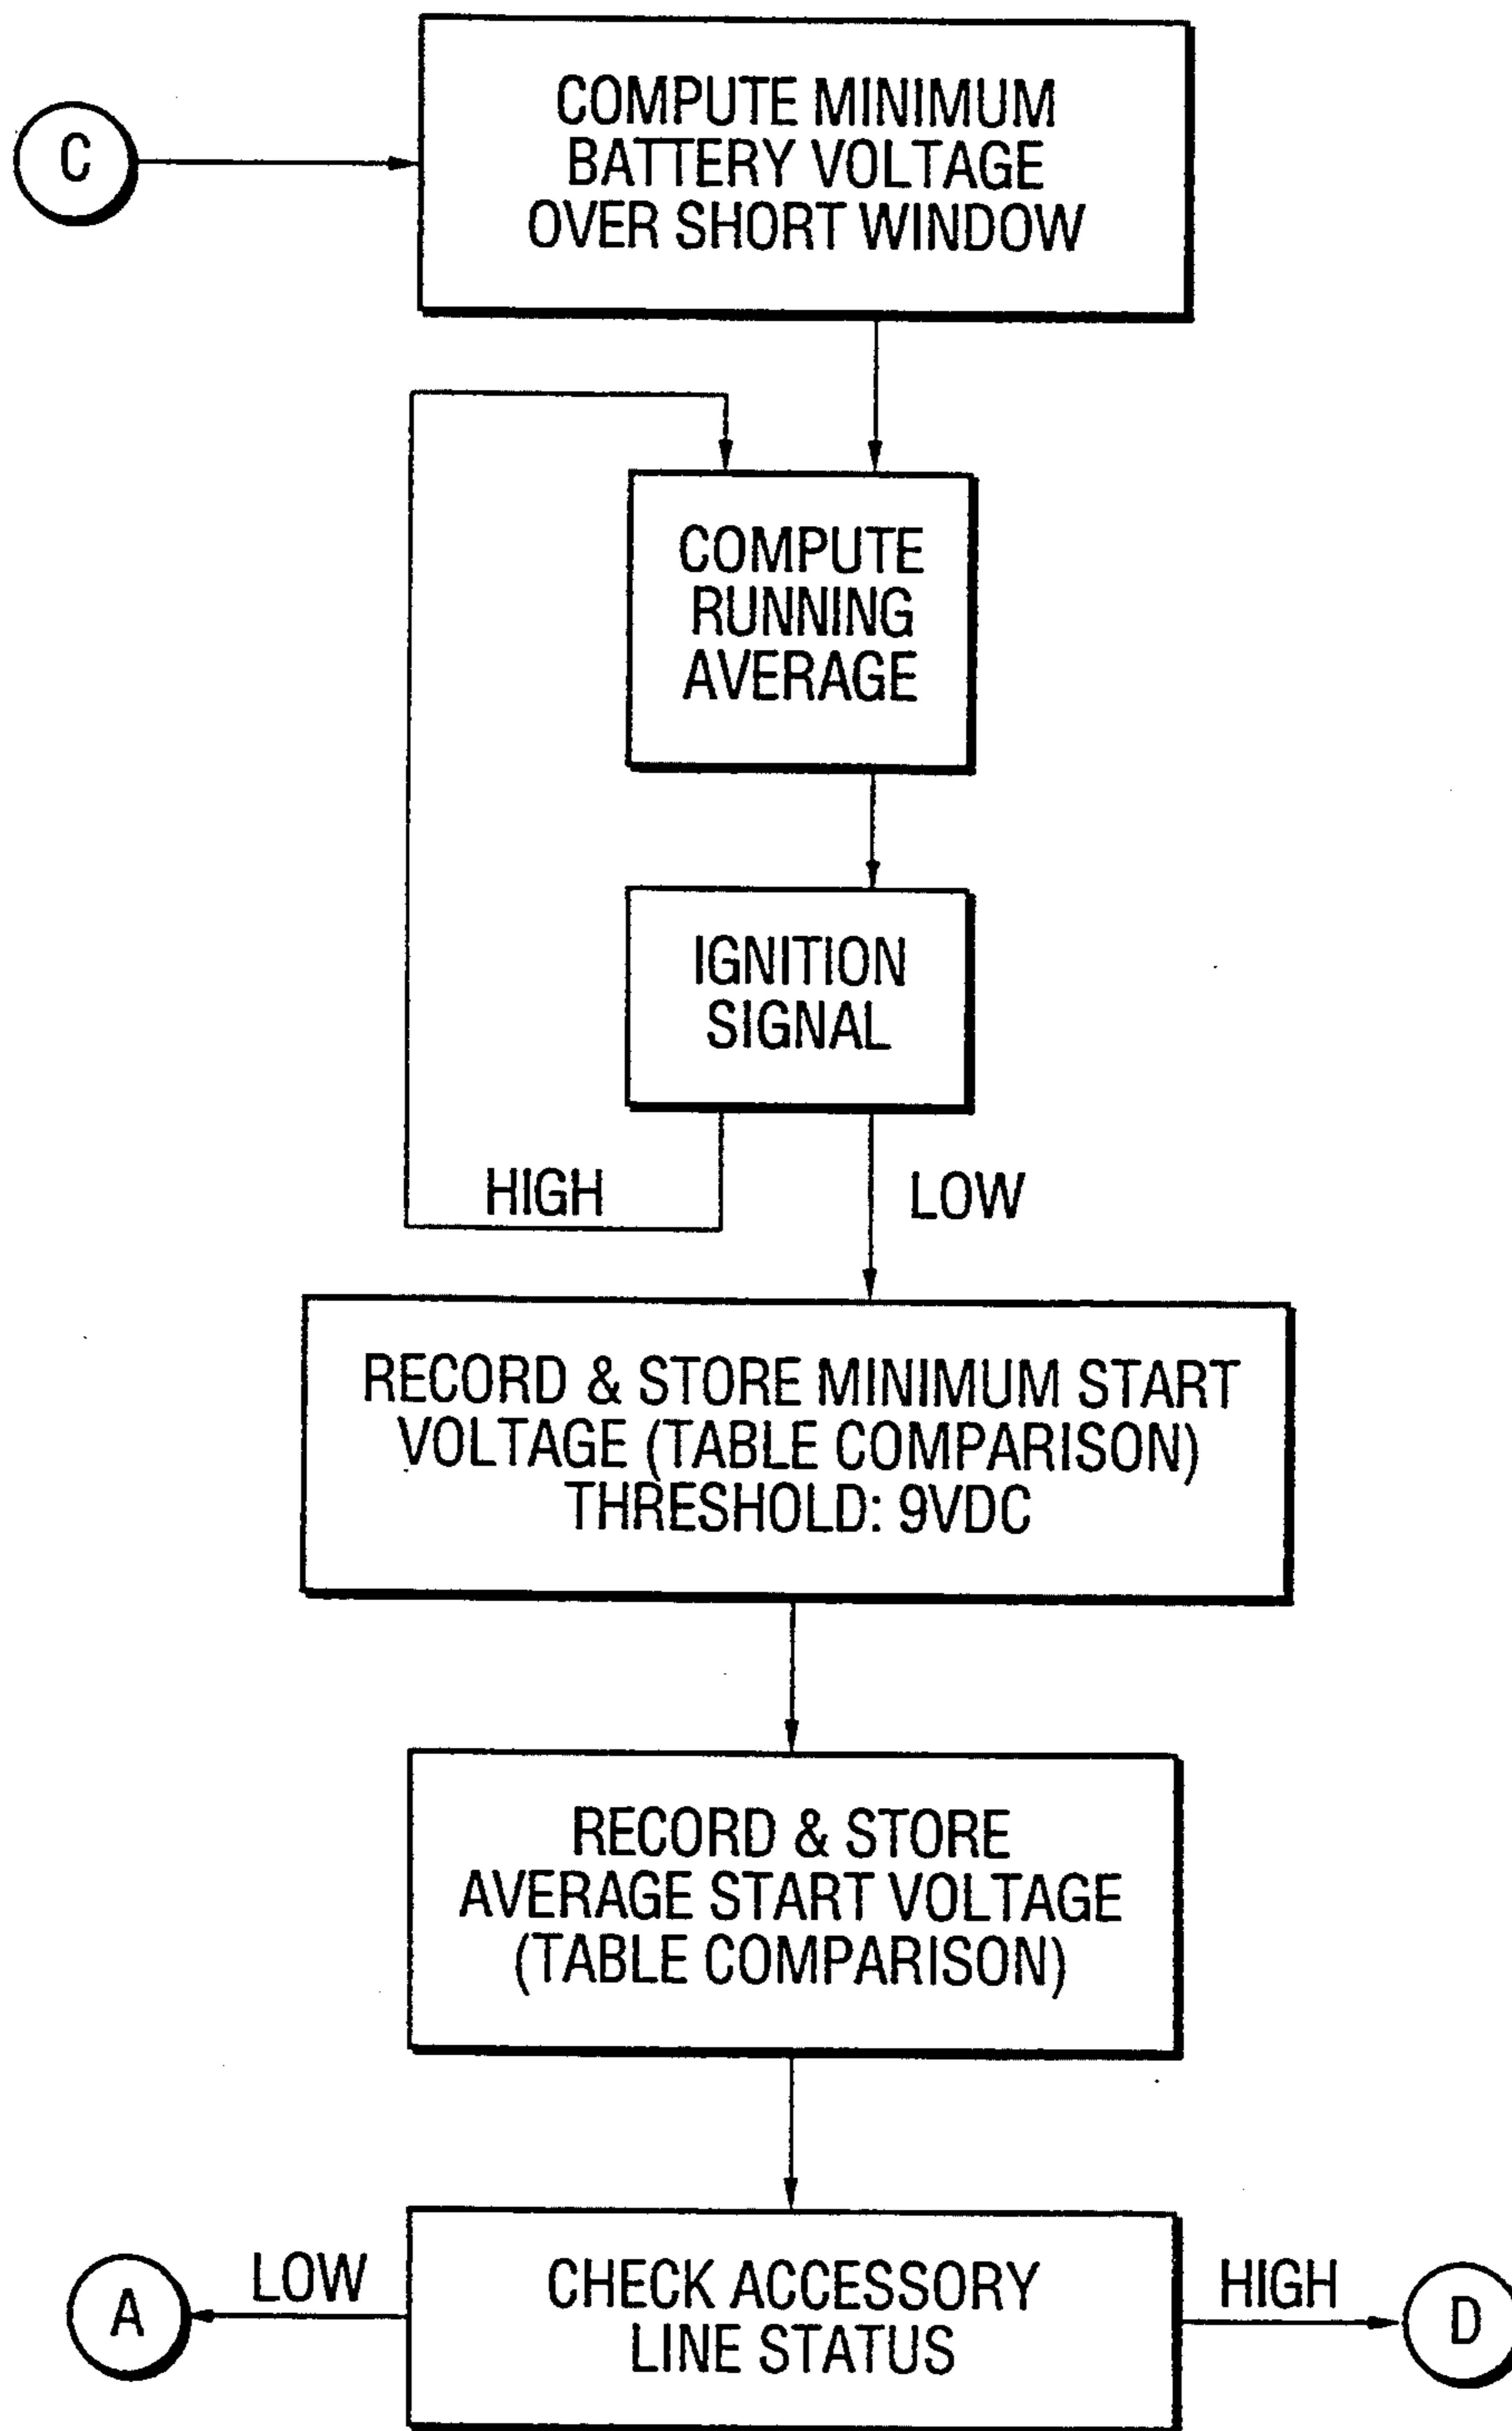 C
COMPUTE MINIMUM
BATTERY VOLTAGE
OVER SHORT WINDOW
COMPUTE
RUNNING
AVERAGE
IGNITION
SIGNAL
HIGH
LOW
RECORD & STORE MINIMUM START
VOLTAGE (TABLE COMPARISON)
THRESHOLD: 9VDC
RECORD & STORE
AVERAGE START VOLTAGE
(TABLE COMPARISON)
A
LOW
CHECK ACCESSORY
LINE STATUS
HIGH
D